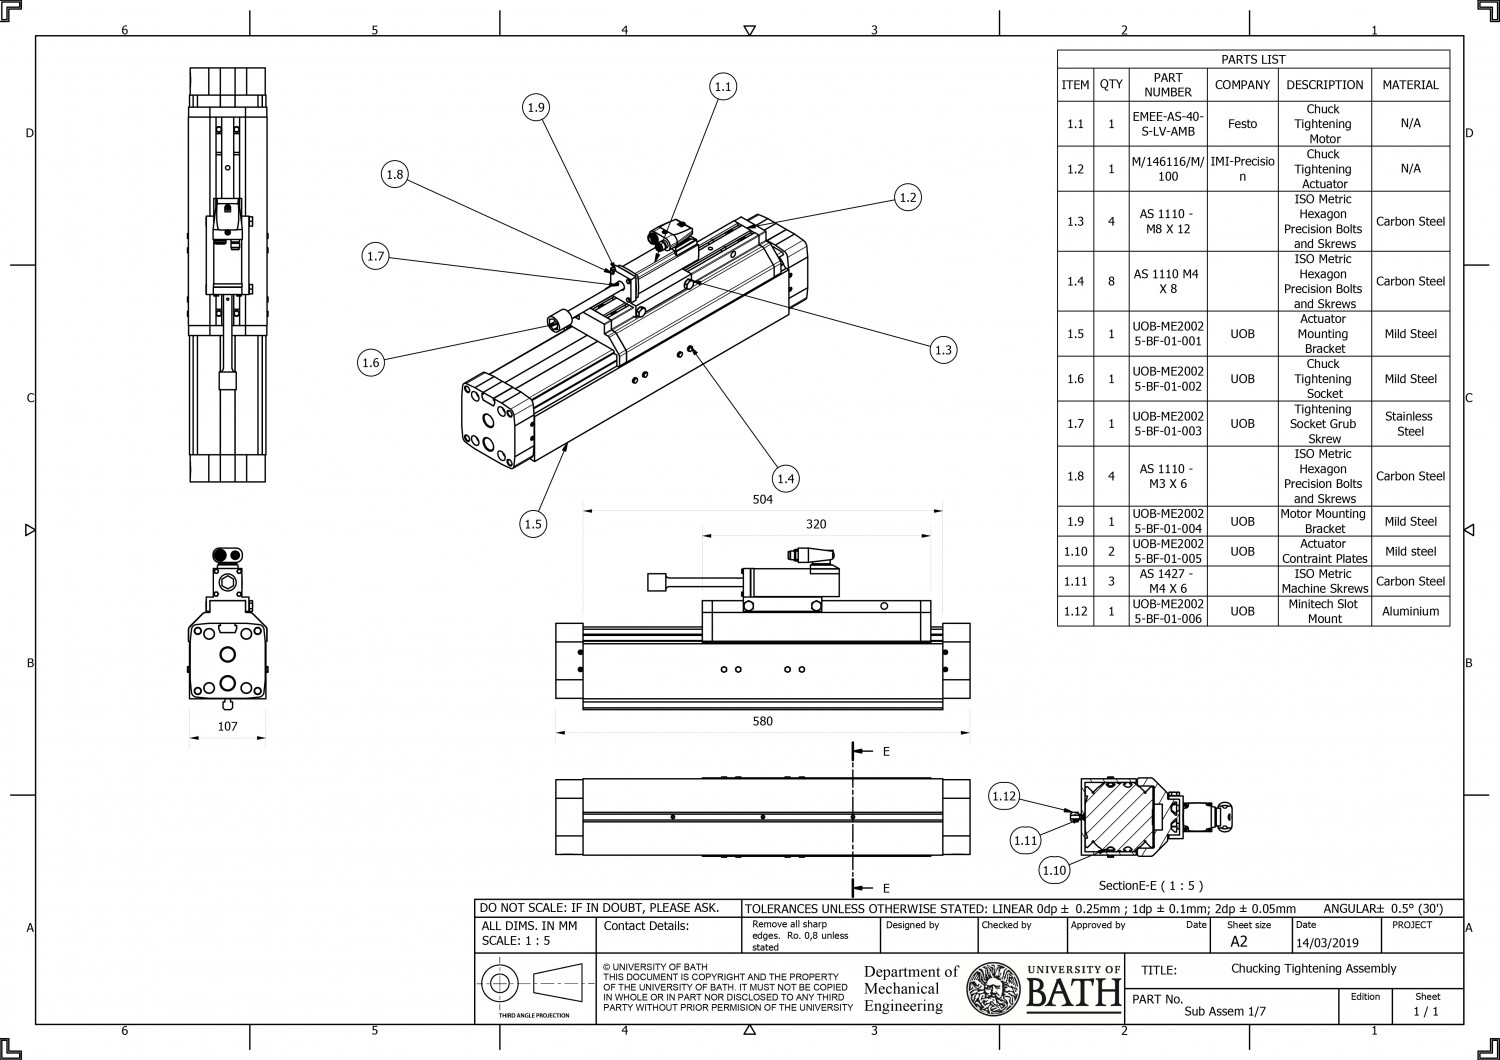 6 5 4 3 2 1
D
C
B
A
D
C
B
A
6 5 4 3 2 1
PARTS LIST
ITEM QTY PART NUMBER COMPANY DESCRIPTION MATERIAL
1.1 1 EMEE-AS-40-S-LV-AMB Festo Chuck Tightening Motor N/A
1.2 1 M/146116/M/100 IMI-Precision Chuck Tightening Actuator N/A
1.3 4 AS 1110 - M8 X 12 ISO Metric Hexagon Precision Bolts and Skrews Carbon Steel
1.4 8 AS 1110 M4 X 8 ISO Metric Hexagon Precision Bolts and Skrews Carbon Steel
1.5 1 UOB-ME20025-BF-01-001 UOB Actuator Mounting Bracket Mild Steel
1.6 1 UOB-ME20025-BF-01-002 UOB Chuck Tightening Socket Mild Steel
1.7 1 UOB-ME20025-BF-01-003 UOB Tightening Socket Grub Skrew Stainless Steel
1.8 4 AS 1110 - M3 X 6 ISO Metric Hexagon Precision Bolts and Skrews Carbon Steel
1.9 1 UOB-ME20025-BF-01-004 UOB Motor Mounting Bracket Mild Steel
1.10 2 UOB-ME20025-BF-01-005 UOB Actuator Contraint Plates Mild steel
1.11 3 AS 1427 - M4 X 6 ISO Metric Machine Skrews Carbon Steel
1.12 1 UOB-ME20025-BF-01-006 UOB Minitech Slot Mount Aluminium
1.1
1.9
1.8
1.2
1.7
1.3
1.6
1.4
1.5
504
320
107
580
E
E
1.12
1.11
1.10
SectionE-E ( 1 : 5 )
DO NOT SCALE: IF IN DOUBT, PLEASE ASK.
TOLERANCES UNLESS OTHERWISE STATED: LINEAR 0dp ± 0.25mm ; 1dp ± 0.1mm; 2dp ± 0.05mm ANGULAR± 0.5° (30')
ALL DIMS. IN MM
SCALE: 1 : 5
Contact Details:
Remove all sharp
edges. Ro. 0,8 unless
stated
Designed by
Checked by
Approved by
Date
Sheet size
A2
Date
14/03/2019
PROJECT
THIRD ANGLE PROJECTION
© UNIVERSITY OF BATH
THIS DOCUMENT IS COPYRIGHT AND THE PROPERTY
OF THE UNIVERSITY OF BATH. IT MUST NOT BE COPIED
IN WHOLE OR IN PART NOR DISCLOSED TO ANY THIRD
PARTY WITHOUT PRIOR PERMISION OF THE UNIVERSITY
Department of
Mechanical
Engineering
UNIVERSITY OF
BATH
TITLE: Chucking Tightening Assembly
PART No.
Sub Assem 1/7
Edition
Sheet
1 / 1